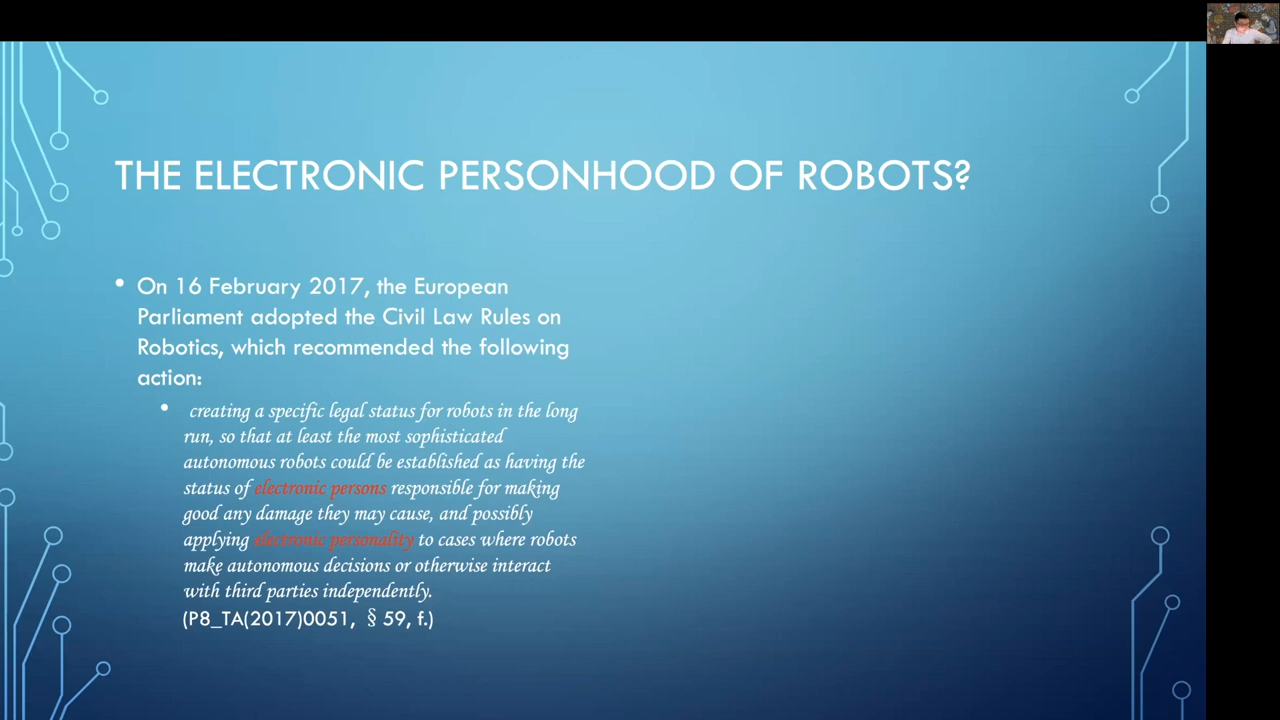 THE ELECTRONIC PERSONHOOD OF ROBOTS?
• On 16 February 2017, the European
Parliament adopted the Civil Law Rules on
Robotics, which recommended the following
action:
• creating a specific legal status for robots in the long
run, so that at least the most sophisticated
autonomous robots could be established as having the
status of electronic persons responsible for making
good any damage they may cause, and possibly
applying electronic personality to cases where robots
make autonomous decisions or otherwise interact
with third parties independently.
(P8_TA(2017)0051, § 59, f.)